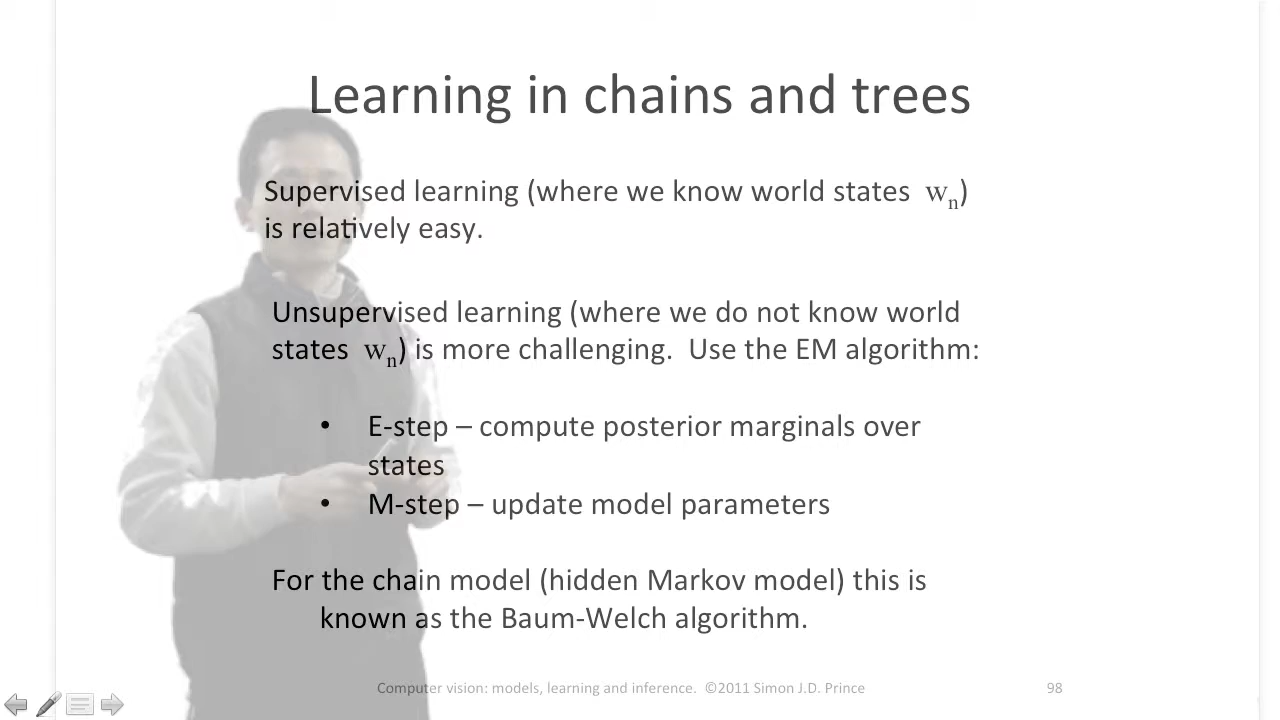 Learning in chains and trees
Supervised learning (where we know world states wn)
is relatively easy.
Unsupervised learning (where we do not know world
states wn) is more challenging. Use the EM algorithm:
• E-step – compute posterior marginals over
states
• M-step – update model parameters
For the chain model (hidden Markov model) this is
known as the Baum-Welch algorithm.
Computer vision: models, learning and inference. ©2011 Simon J.D. Prince 98